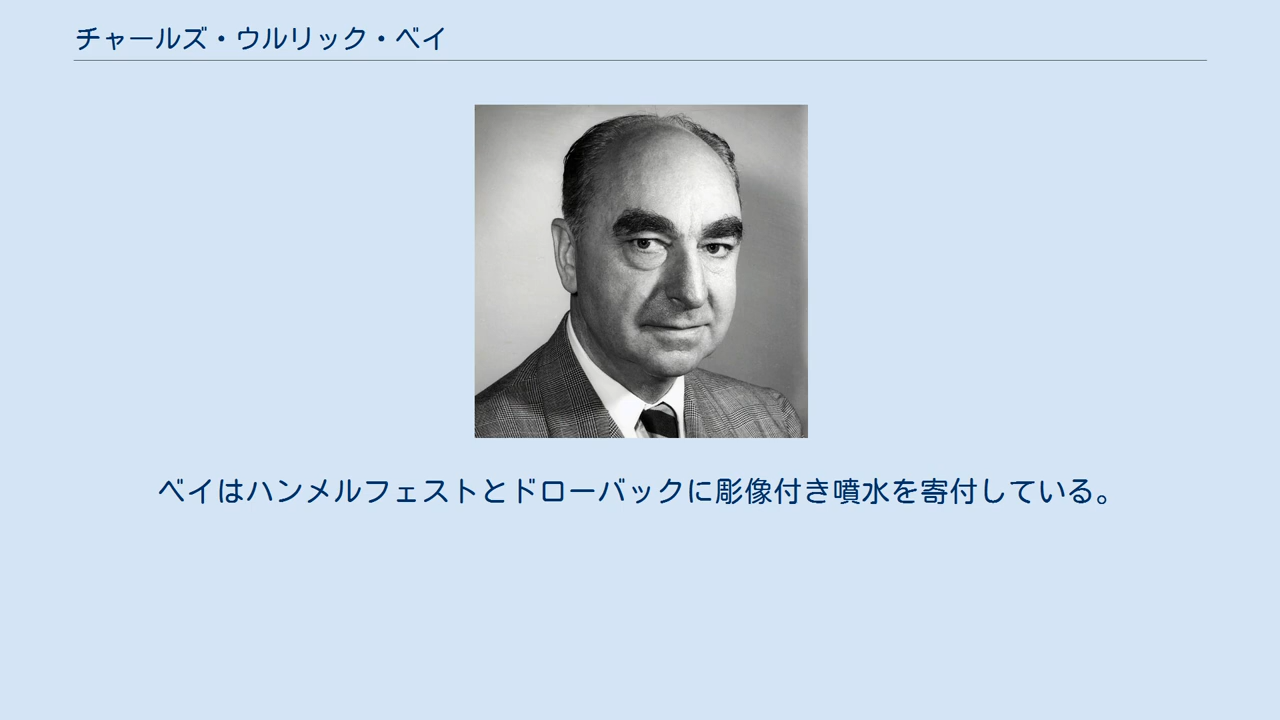 チャールズ・ウルリック・ベイ
ベイはハンメルフェストとドローバックに彫像付き噴水を寄付している。